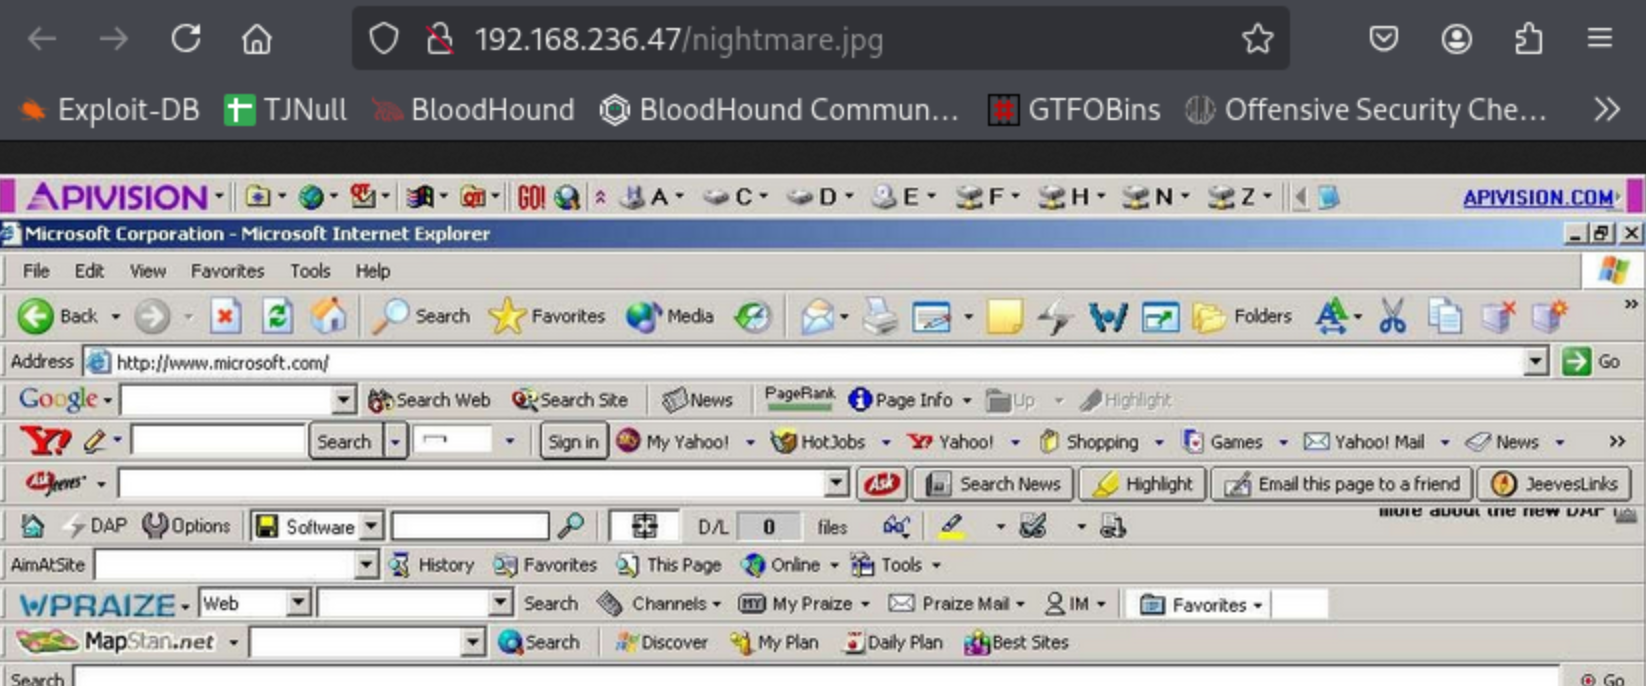 192.168.236.47/nightmare.jpg
Exploit-DB TJNull BloodHound BloodHound Commun... GTFOBins Offensive Security Che...
APIVISION GO! A C D E F H N Z APIVISION.COM
Microsoft Corporation - Microsoft Internet Explorer
File Edit View Favorites Tools Help
Back Search Favorites Media Folders
Address http://www.microsoft.com/ Go
Google Search Web Search Site News PageRank Page Info Up Highlight
Y! Search Sign in My Yahoo! HotJobs Y! Yahoo! Shopping Games Yahoo! Mail News
Ask Jeeves Ask Search News Highlight Email this page to a friend JeevesLinks
DAP Options Software D/L 0 files more about the new DAP
AimAtSite History Favorites This Page Online Tools
WPRAIZE Web Search Channels MY My Praize Praize Mail IM Favorites
MapStan.net Search Discover My Plan Daily Plan Best Sites
Search Go